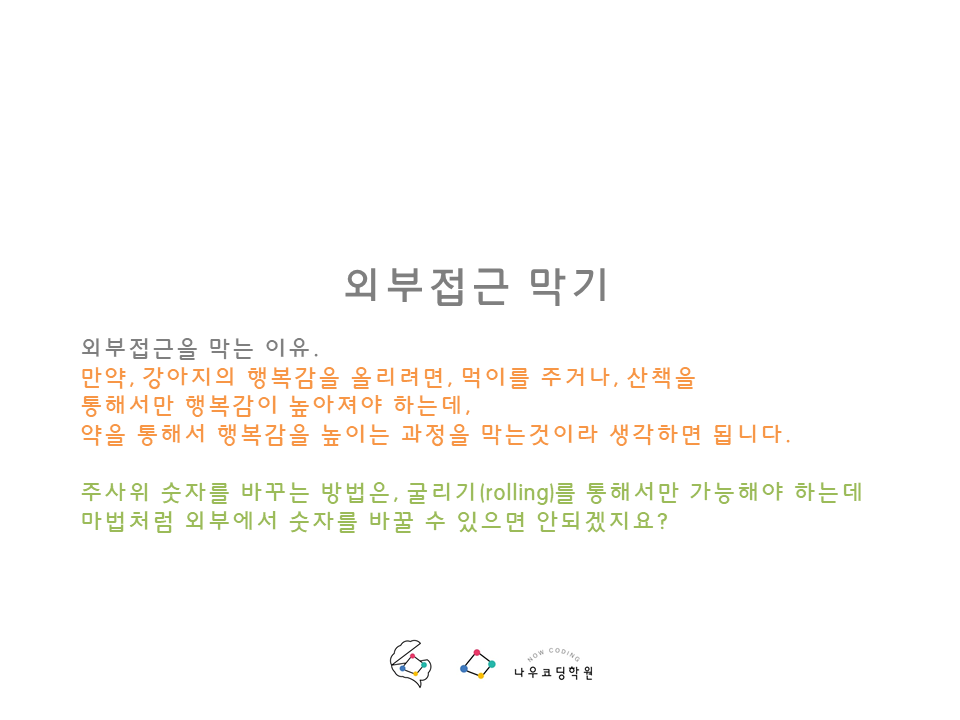 외부접근 막기
외부접근을 막는 이유.
만약, 강아지의 행복감을 올리려면, 먹이를 주거나, 산책을
통해서만 행복감이 높아져야 하는데,
약을 통해서 행복감을 높이는 과정을 막는것이라 생각하면 됩니다.
주사위 숫자를 바꾸는 방법은, 굴리기(rolling)를 통해서만 가능해야 하는데
마법처럼 외부에서 숫자를 바꿀 수 있으면 안되겠지요?
NOW CODING
나우코딩학원